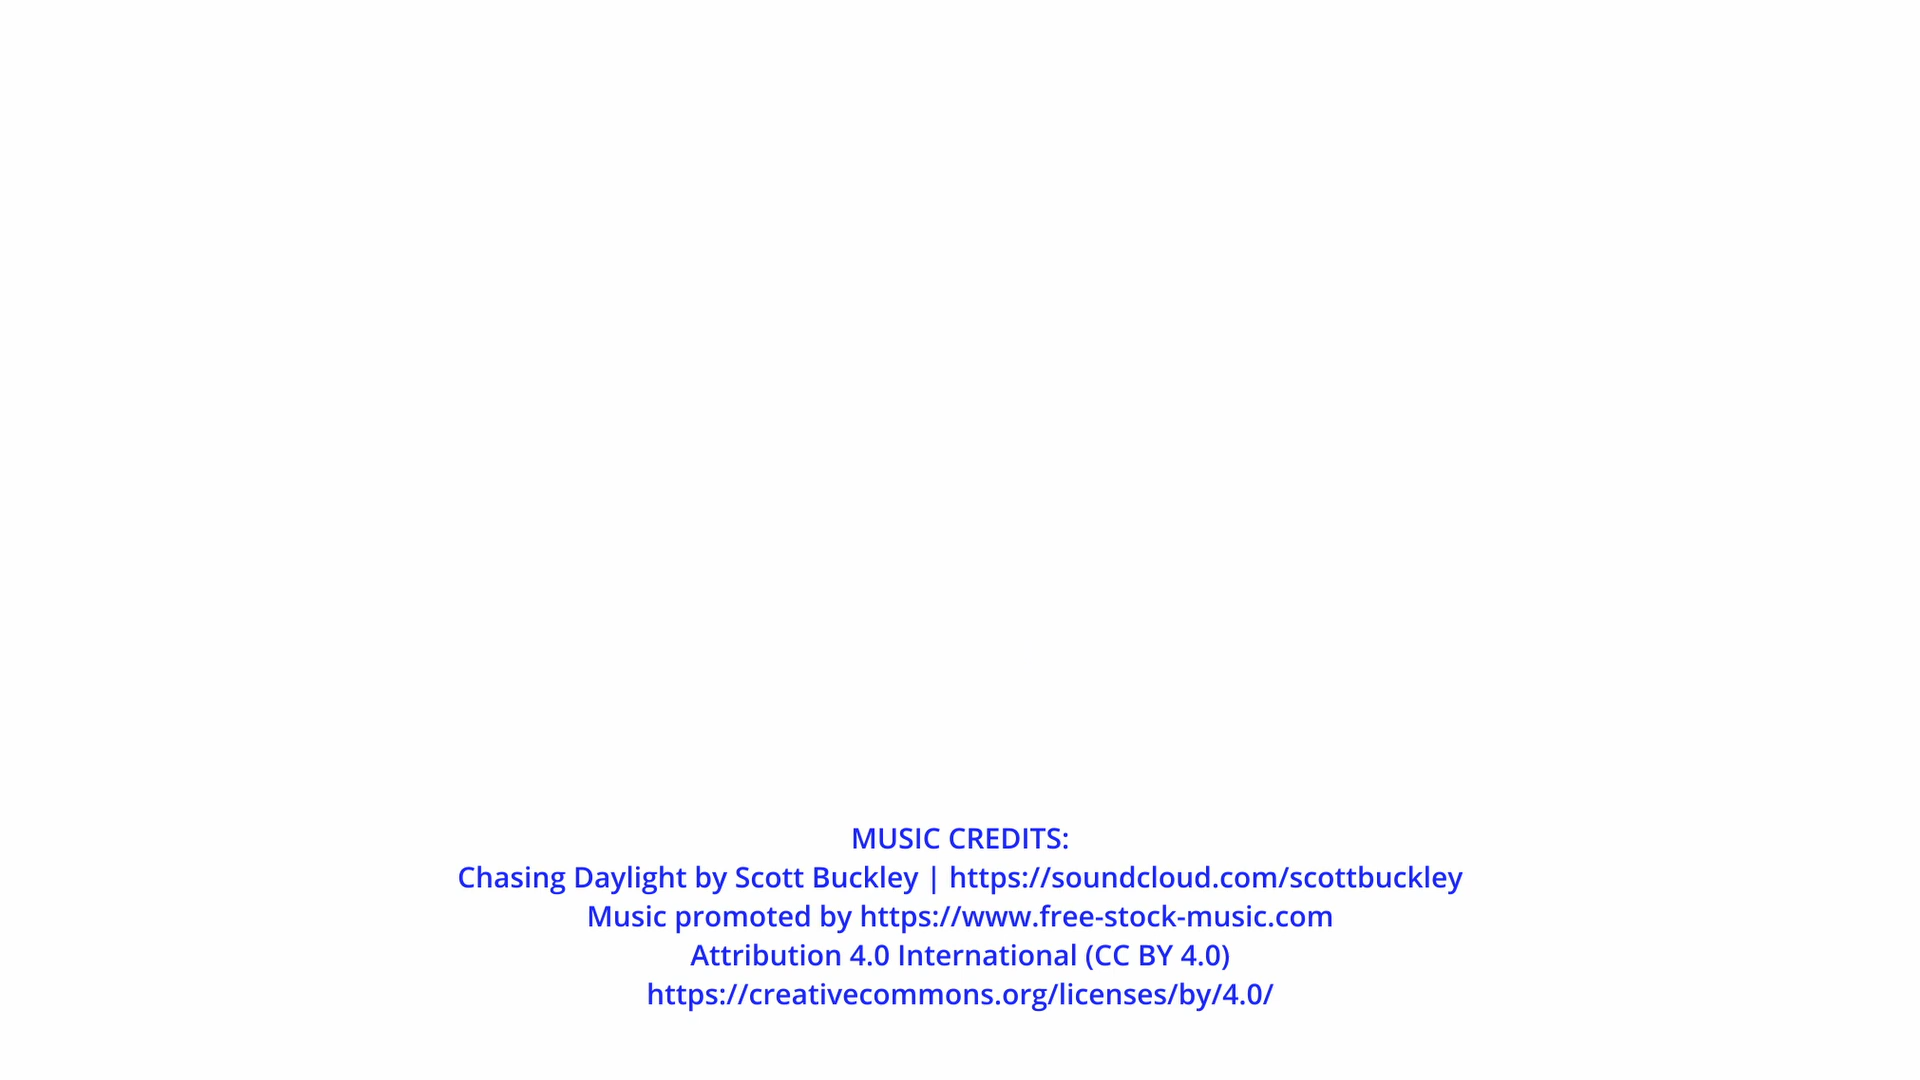 MUSIC CREDITS:
Chasing Daylight by Scott Buckley | https://soundcloud.com/scottbuckley
Music promoted by https://www.free-stock-music.com
Attribution 4.0 International (CC BY 4.0)
https://creativecommons.org/licenses/by/4.0/